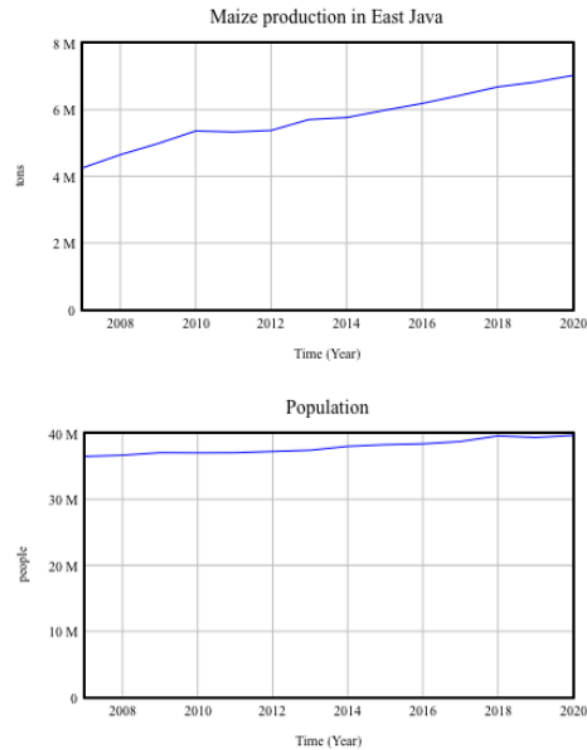 Maize production in East Java
8 M
6 M
4 M
2 M
0
tons
2008 2010 2012 2014 2016 2018 2020
Time (Year)
Population
40 M
30 M
20 M
10 M
0
people
2008 2010 2012 2014 2016 2018 2020
Time (Year)